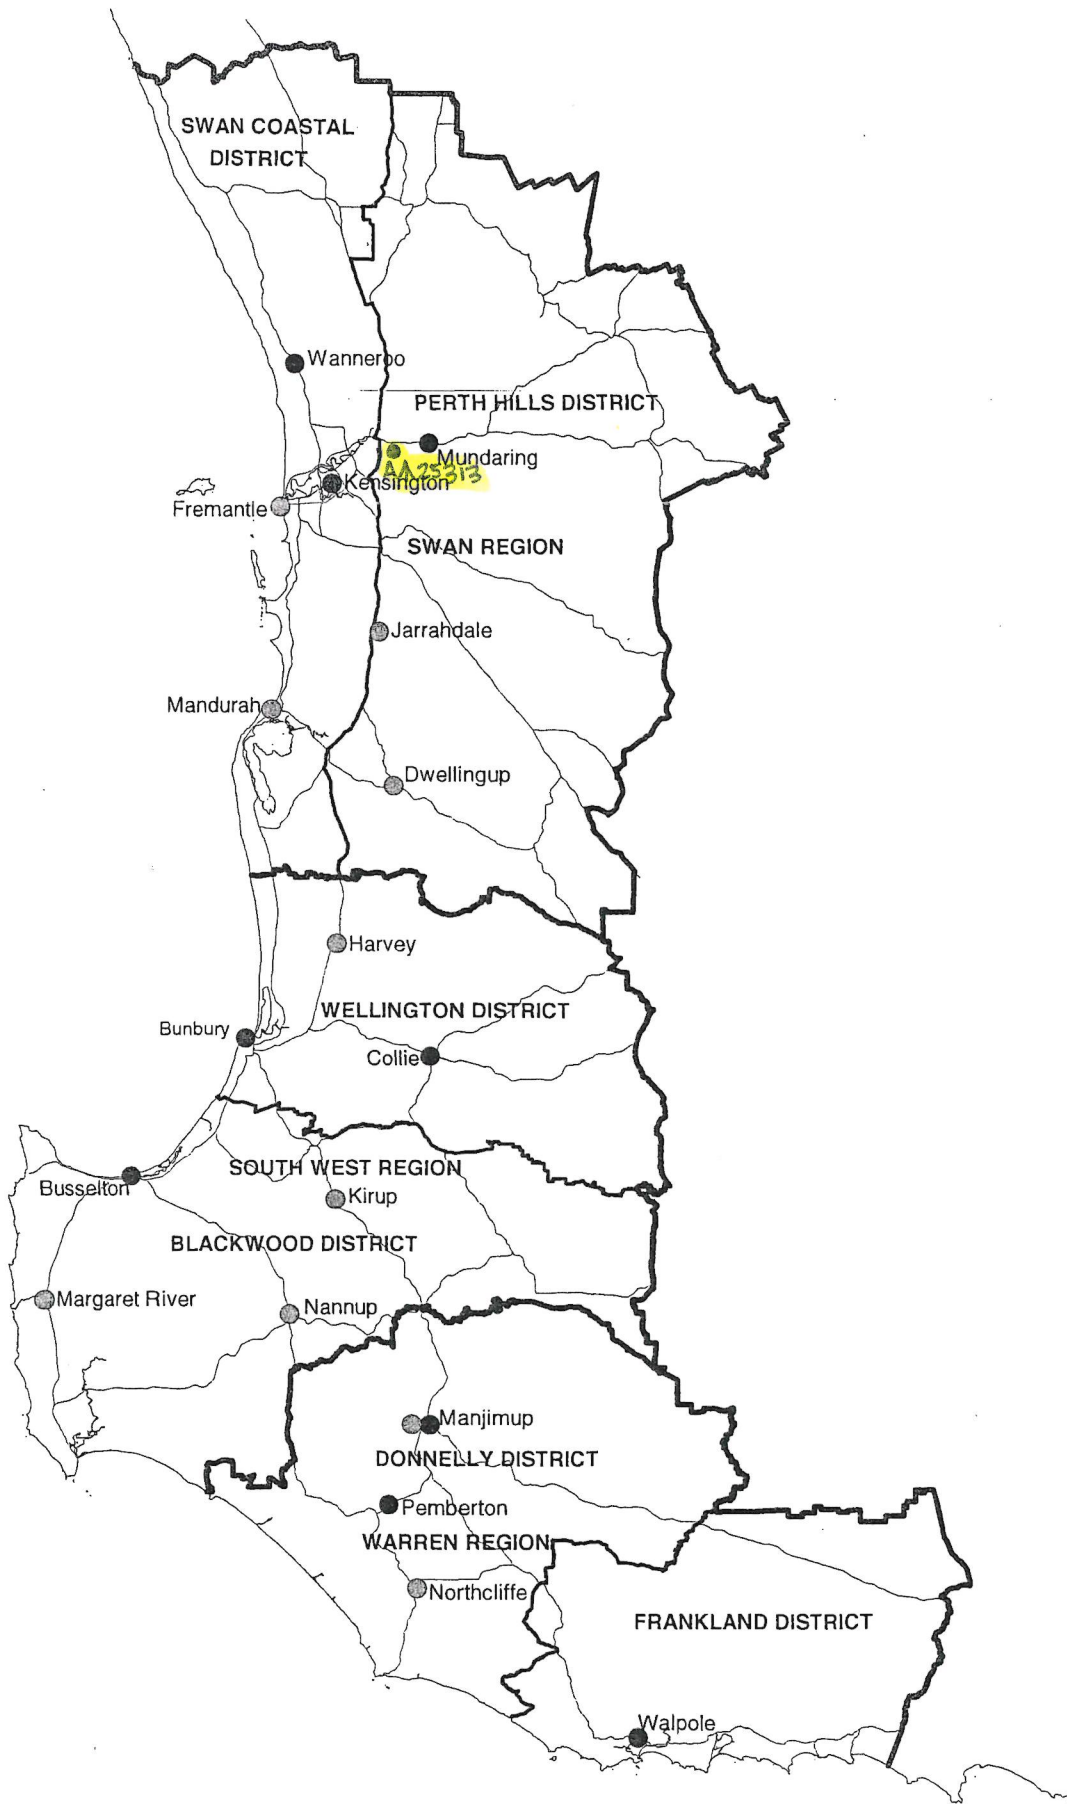 SWAN COASTAL
DISTRICT
Wanneroo
PERTH HILLS DISTRICT
Mundaring
AA25313
Kensington
Fremantle
SWAN REGION
Jarrahdale
Mandurah
Dwellingup
Harvey
WELLINGTON DISTRICT
Bunbury
Collie
SOUTH WEST REGION
Busselton
Kirup
BLACKWOOD DISTRICT
Margaret River
Nannup
Manjimup
DONNELLY DISTRICT
Pemberton
WARREN REGION
Northcliffe
FRANKLAND DISTRICT
Walpole